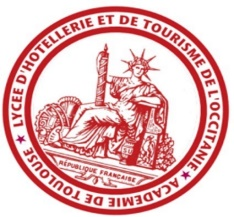 LYCEE D'HOTELLERIE ET DE TOURISME DE L'OCCITANIE
ACADEMIE DE TOULOUSE
RÉPUBLIQUE FRANÇAISE